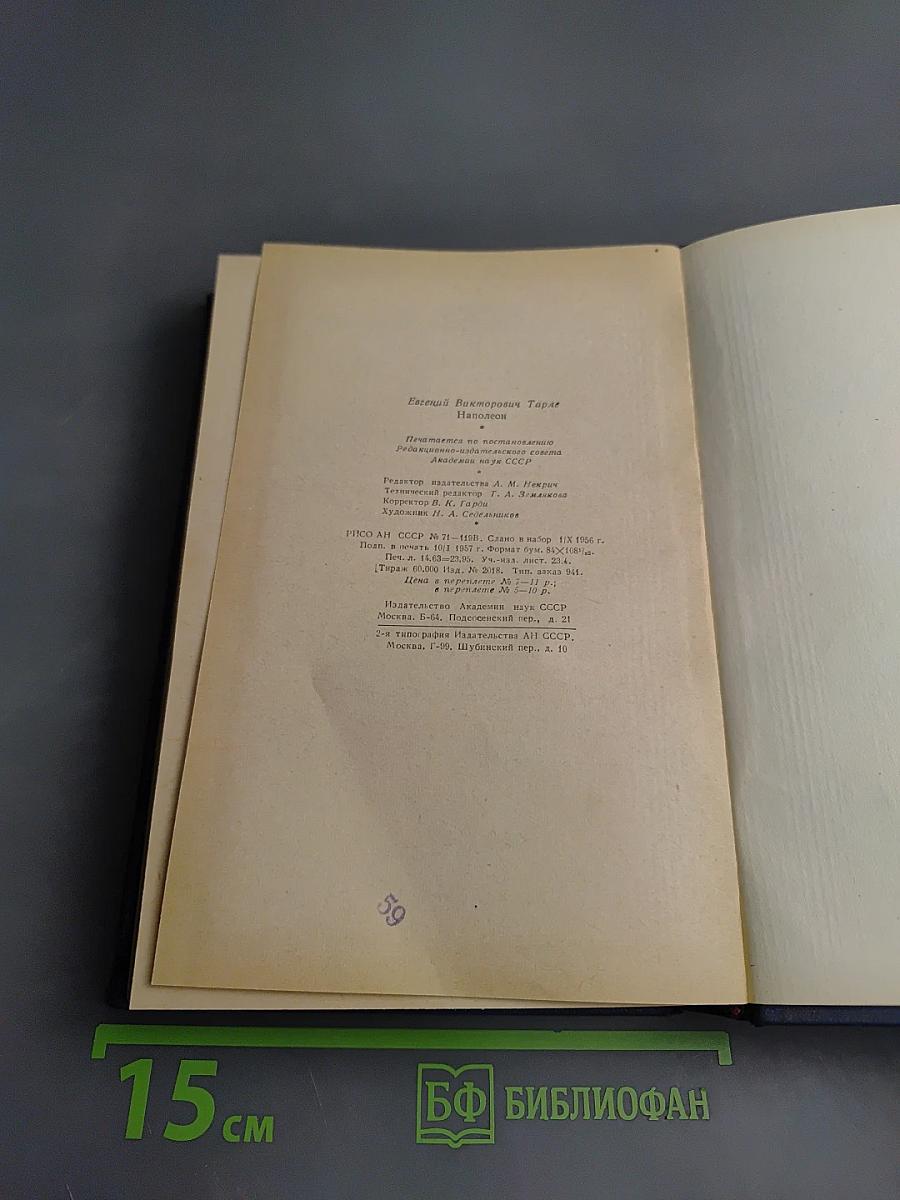 Евгений Викторович Тарле
Наполеон
*
Печатается по постановлению
Редакционно-издательского совета
Академии наук СССР
*
Редактор издательства А. М. Некрич
Технический редактор Г. А. Землякова
Корректор В. К. Гарди
Художник Н. А. Седельников
*
РИСО АН СССР № 71—119В. Сдано в набор 1/X 1956 г.
Подп. в печать 10/I 1957 г. Формат бум. 84×108¹/₃₂.
Печ. л. 14,63=23,95. Уч.-изд. лист. 23,4.
Тираж 60.000 Изд. № 2018. Тип. заказ 941.
Цена в переплете № 7—11 р.;
в переплете № 5—10 р.
Издательство Академии наук СССР
Москва, Б-64, Подсосенский пер., д. 21
2-я типография Издательства АН СССР.
Москва, Г-99, Шубинский пер., д. 10
59
15 см
БФ БИБЛИОФАН